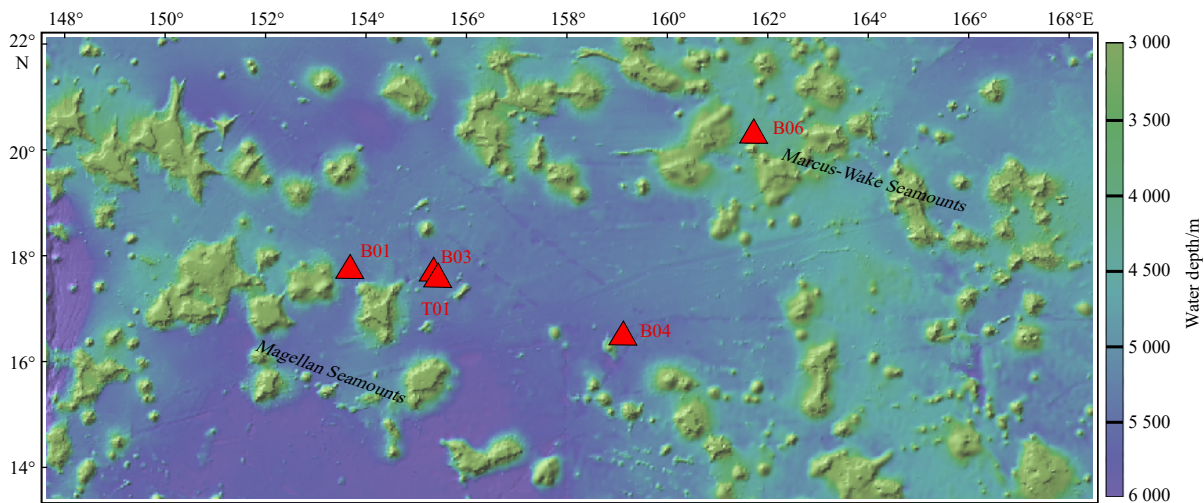 148° 150° 152° 154° 156° 158° 160° 162° 164° 166° 168°E
22°
N
20°
18°
16°
14°
B06
Marcus-Wake Seamounts
B01
B03
T01
B04
Magellan Seamounts
3 000
3 500
4 000
4 500
5 000
5 500
6 000
Water depth/m